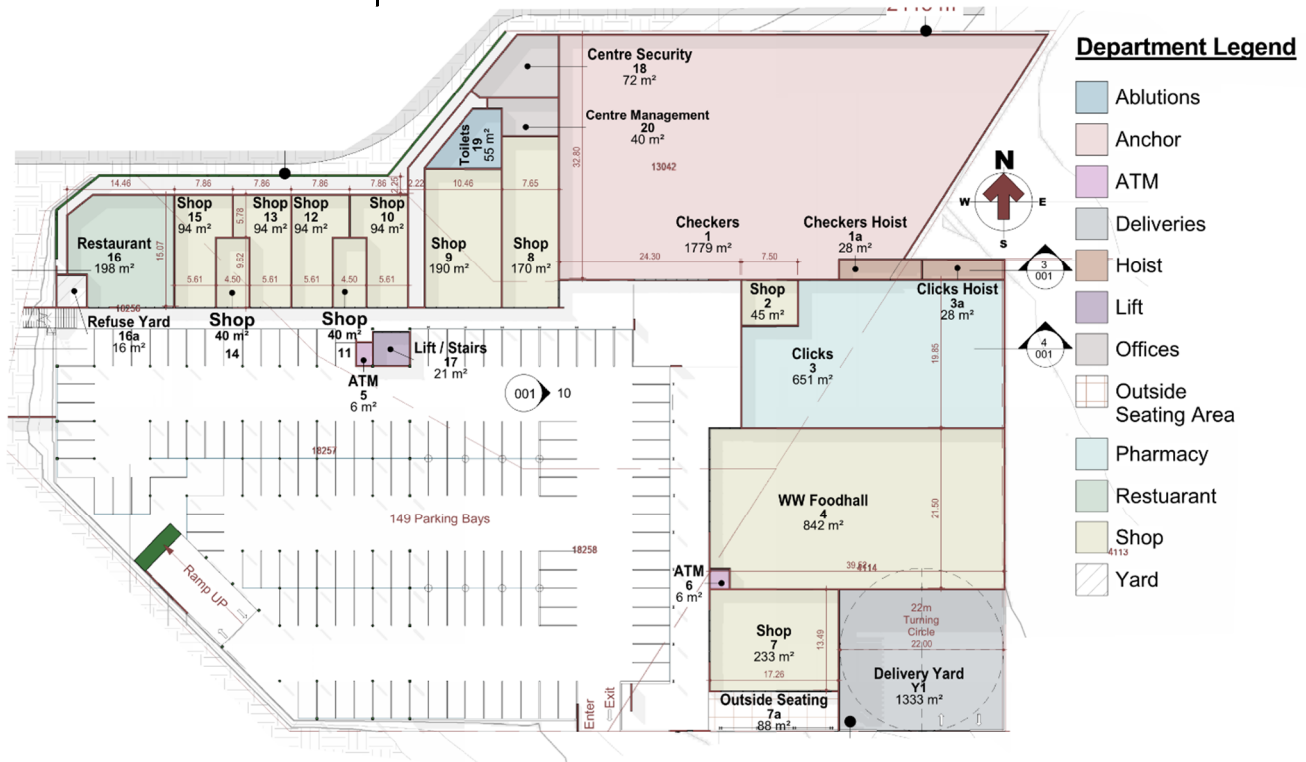 Department Legend
Ablutions
Anchor
ATM
Deliveries
Hoist
Lift
Offices
Outside
Seating Area
Pharmacy
Restuarant
Shop
4113
Yard
Centre Security
18
72 m²
Centre Management
20
40 m²
Toilets
19
55 m²
32.80
13042
N
W E
S
14.46 7.86 7.86 7.86 7.86 2.25 2.22 10.46 7.65
Shop
15
94 m²
Shop
13
94 m²
Shop
12
94 m²
Shop
10
94 m²
5.78
9.52
15.07
Restaurant
16
198 m²
Shop
9
190 m²
Shop
8
170 m²
Checkers
1
1779 m²
Checkers Hoist
1a
28 m²
24.30 7.50
5.61 4.50 5.61 5.61 4.50 5.61
3
001
Shop
2
45 m²
Clicks Hoist
3a
28 m²
18256
Refuse Yard
16a
16 m²
Shop
40 m²
14
Shop
40 m²
11
Lift / Stairs
17
21 m²
ATM
5
6 m²
001 10
Clicks
3
651 m²
19.85
4
001
18257
WW Foodhall
4
842 m²
21.50
149 Parking Bays
18258
Ramp UP
ATM
6
6 m²
4114
Shop
7
233 m²
13.49
17.26
22m
Turning
Circle
22.00
Delivery Yard
Y1
1333 m²
Outside Seating
7a
88 m²
Enter
Exit